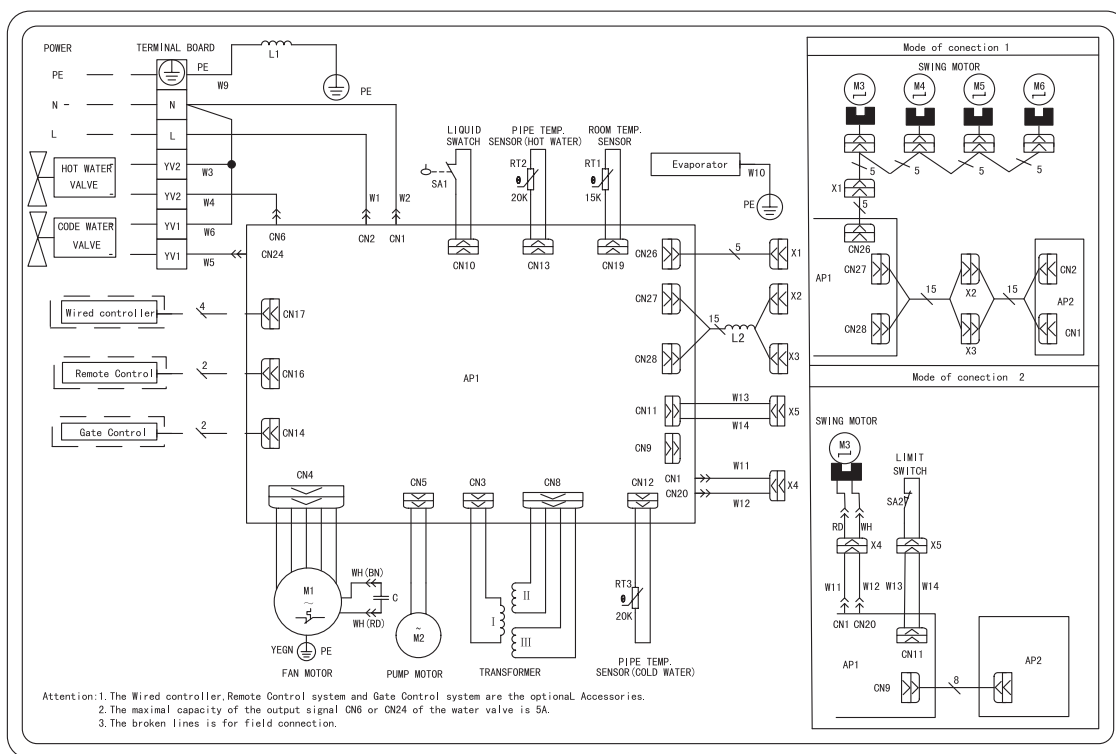 POWER
TERMINAL BOARD
PE
PE
W9
L1
PE
N
N
L
L
HOT WATER
VALVE
YV2
YV2
W3
W4
CODE WATER
VALVE
YV1
YV1
W6
W5
CN6
CN24
W1
W2
CN2
CN1
LIQUID
SWATCH
SA1
CN10
PIPE TEMP.
SENSOR(HOT WATER)
RT2
θ
20K
CN13
ROOM TEMP.
SENSOR
RT1
θ
15K
CN19
Evaporator
W10
PE
Wired controller
4
CN17
Remote Control
2
CN16
Gate Control
2
CN14
AP1
CN26
5
X1
CN27
X2
15
L2
CN28
X3
CN11
W13
W14
X5
CN9
CN1
CN20
W11
W12
X4
CN4
CN5
CN3
CN8
CN12
M1
~
WH(BN)
C
WH(RD)
YEGN
PE
FAN MOTOR
~
M2
PUMP MOTOR
I
II
III
TRANSFORMER
RT3
θ
20K
PIPE TEMP.
SENSOR(COLD WATER)
Mode of conection 1
SWING MOTOR
M3
M4
M5
M6
5
5
5
5
X1
5
CN26
AP1
CN27
CN28
15
X2
X3
15
CN2
AP2
CN1
Mode of conection 2
SWING MOTOR
M3
LIMIT
SWITCH
SA27
RD
WH
X4
X5
W11
W12
W13
W14
CN1
CN20
CN11
AP1
CN9
8
AP2
Attention:1. The Wired controller,Remote Control system and Gate Control system are the optionaL Accessories.
2. The maximal capacity of the output signal CN6 or CN24 of the water valve is 5A.
3. The broken lines is for field connection.